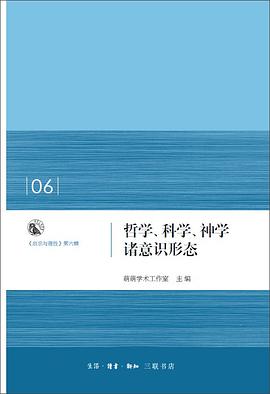 |06|
哲学、科学、神学
诸意识形态
《启示与理性》第六辑
萌萌学术工作室 主编
生活·读书·新知 三联书店